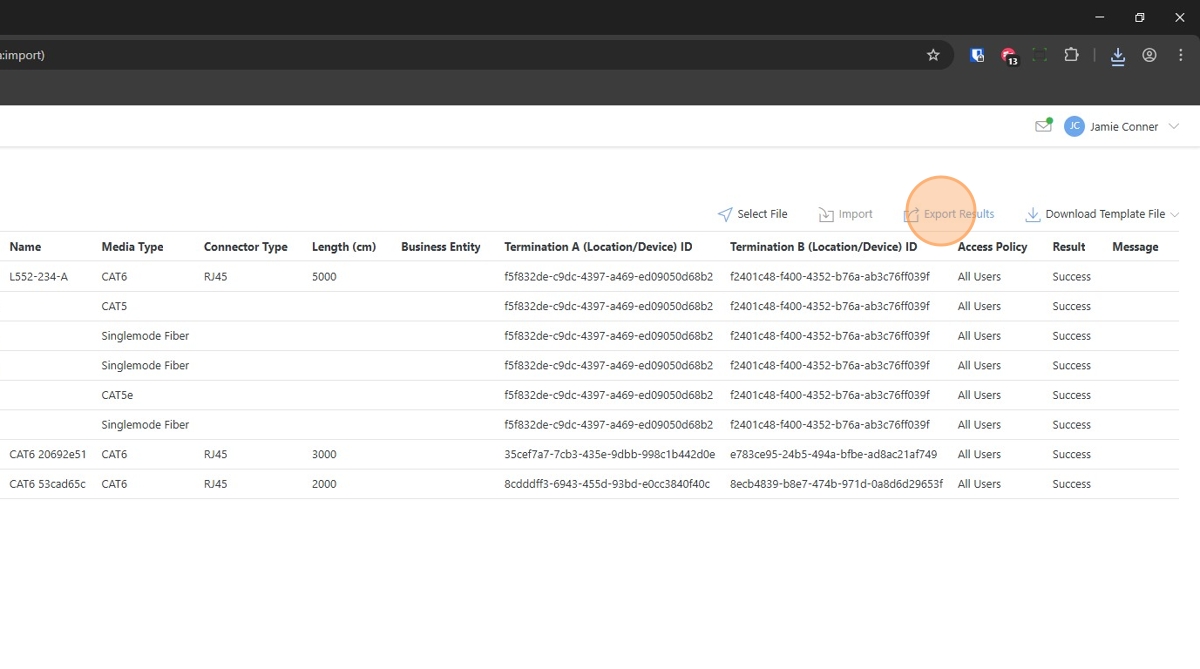 a:import)
13
JC Jamie Conner
Select File Import Export Results Download Template File
Name Media Type Connector Type Length (cm) Business Entity Termination A (Location/Device) ID Termination B (Location/Device) ID Access Policy Result Message
L552-234-A CAT6 RJ45 5000 f5f832de-c9dc-4397-a469-ed09050d68b2 f2401c48-f400-4352-b76a-ab3c76ff039f All Users Success
CAT5 f5f832de-c9dc-4397-a469-ed09050d68b2 f2401c48-f400-4352-b76a-ab3c76ff039f All Users Success
Singlemode Fiber f5f832de-c9dc-4397-a469-ed09050d68b2 f2401c48-f400-4352-b76a-ab3c76ff039f All Users Success
Singlemode Fiber f5f832de-c9dc-4397-a469-ed09050d68b2 f2401c48-f400-4352-b76a-ab3c76ff039f All Users Success
CAT5e f5f832de-c9dc-4397-a469-ed09050d68b2 f2401c48-f400-4352-b76a-ab3c76ff039f All Users Success
Singlemode Fiber f5f832de-c9dc-4397-a469-ed09050d68b2 f2401c48-f400-4352-b76a-ab3c76ff039f All Users Success
CAT6 20692e51 CAT6 RJ45 3000 35cef7a7-7cb3-435e-9dbb-998c1b442d0e e783ce95-24b5-494a-bfbe-ad8ac21af749 All Users Success
CAT6 53cad65c CAT6 RJ45 2000 8cdddff3-6943-455d-93bd-e0cc3840f40c 8ecb4839-b8e7-474b-971d-0a8d6d29653f All Users Success